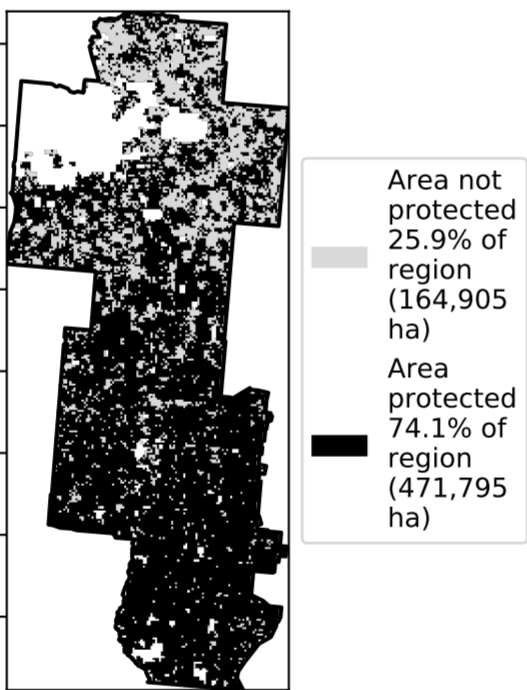 Area not
protected
25.9% of
region
(164,905
ha)
Area
protected
74.1% of
region
(471,795
ha)